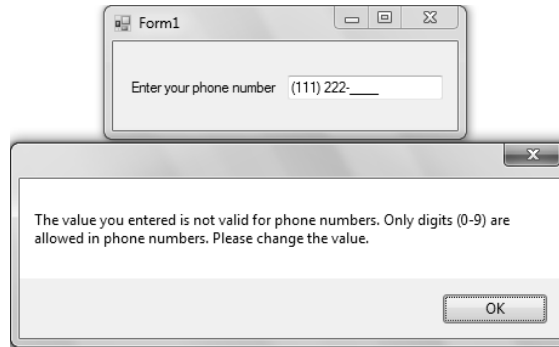 Form1
Enter your phone number (111) 222-____
The value you entered is not valid for phone numbers. Only digits (0-9) are
allowed in phone numbers. Please change the value.
OK